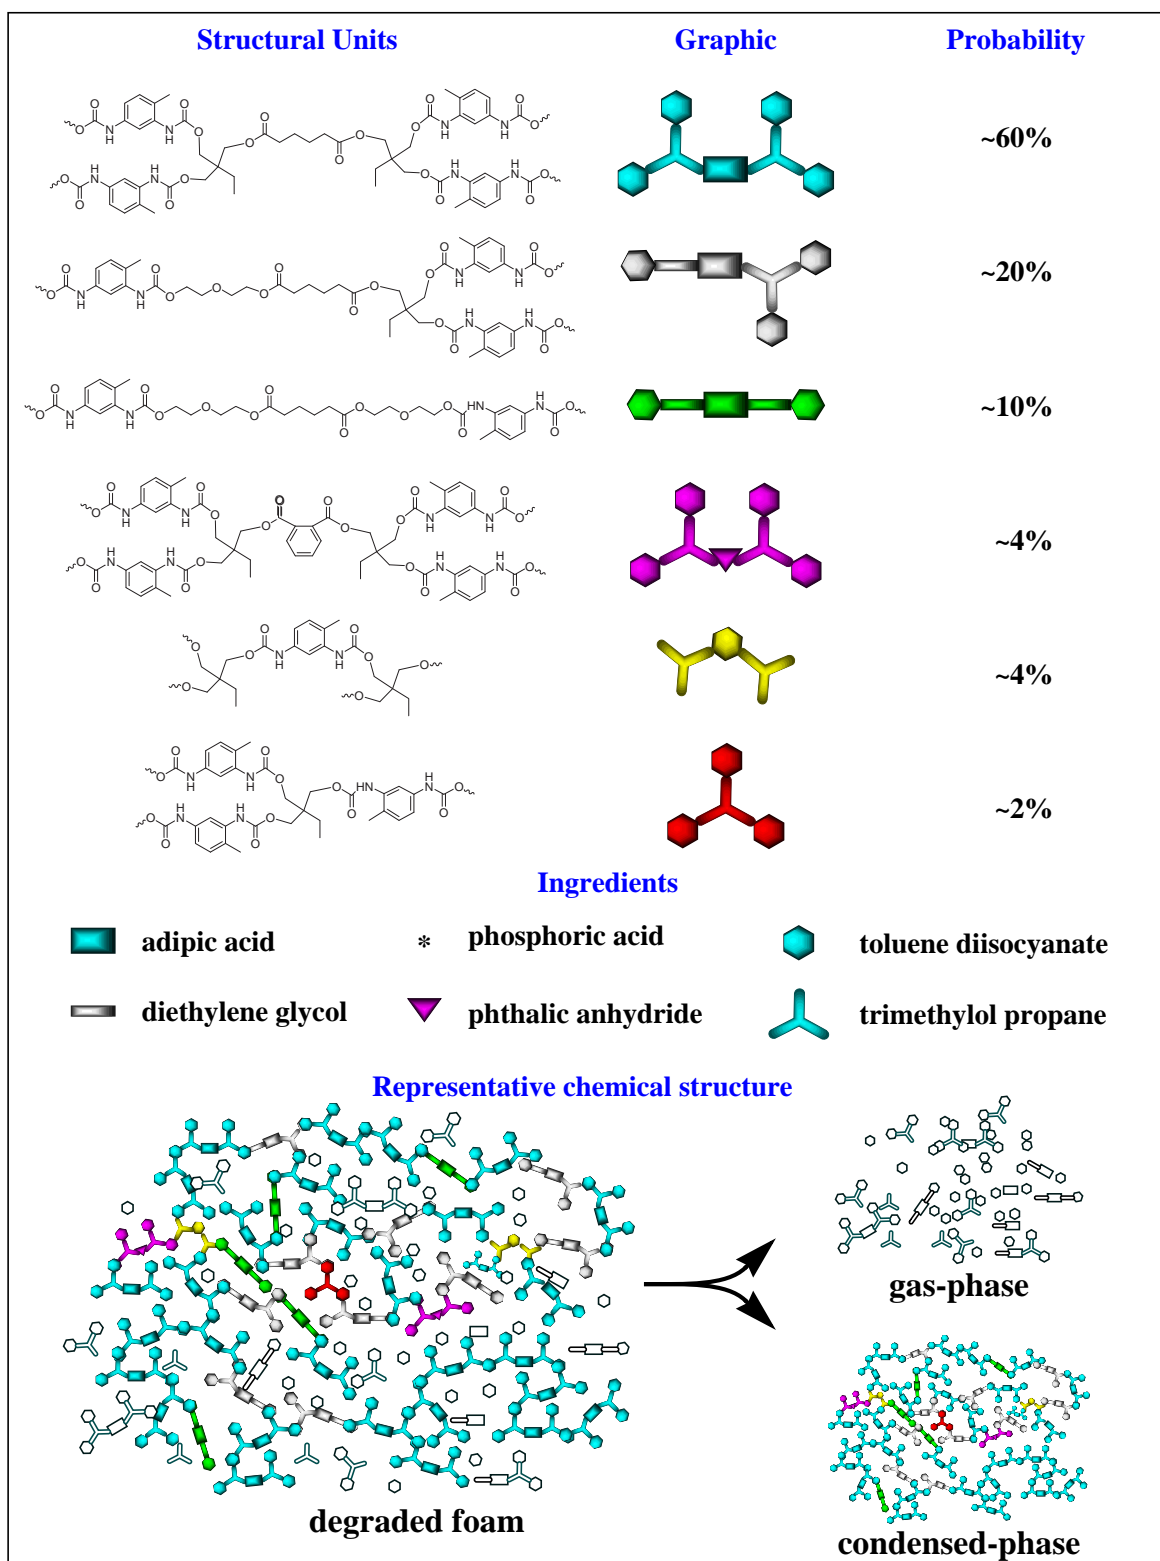 Structural Units Graphic Probability
~60%
~20%
~10%
~4%
~4%
~2%
Ingredients
adipic acid * phosphoric acid toluene diisocyanate
diethylene glycol phthalic anhydride trimethylol propane
Representative chemical structure
gas-phase
degraded foam
condensed-phase